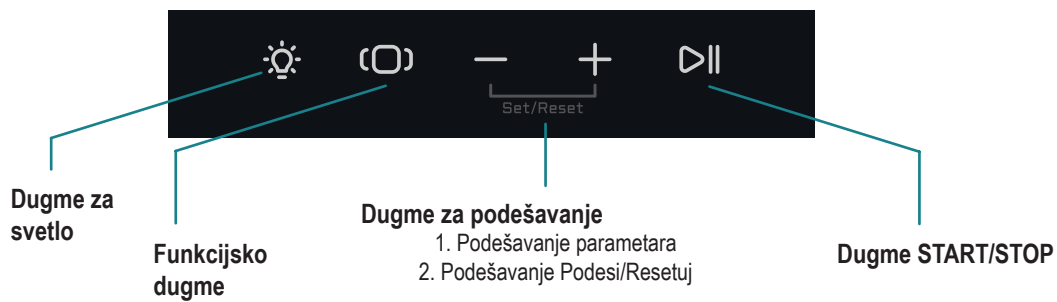 Set/Reset
Dugme za
svetlo
Funkcijsko
dugme
Dugme za podešavanje
1. Podešavanje parametara
2. Podešavanje Podesi/Resetuj
Dugme START/STOP